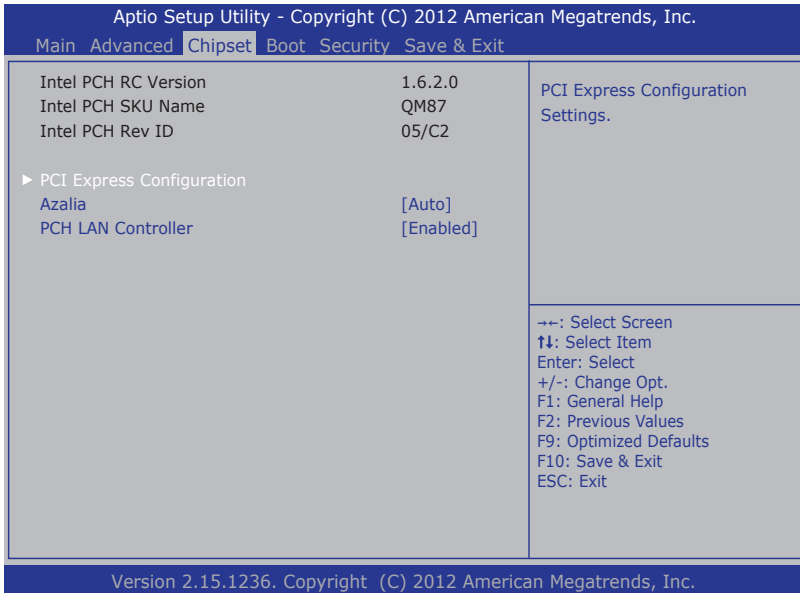 Aptio Setup Utility - Copyright (C) 2012 American Megatrends, Inc.
Main Advanced Chipset Boot Security Save & Exit
Intel PCH RC Version 1.6.2.0
Intel PCH SKU Name QM87
Intel PCH Rev ID 05/C2
► PCI Express Configuration
Azalia [Auto]
PCH LAN Controller [Enabled]
PCI Express Configuration
Settings.
→←: Select Screen
↑↓: Select Item
Enter: Select
+/-: Change Opt.
F1: General Help
F2: Previous Values
F9: Optimized Defaults
F10: Save & Exit
ESC: Exit
Version 2.15.1236. Copyright (C) 2012 American Megatrends, Inc.